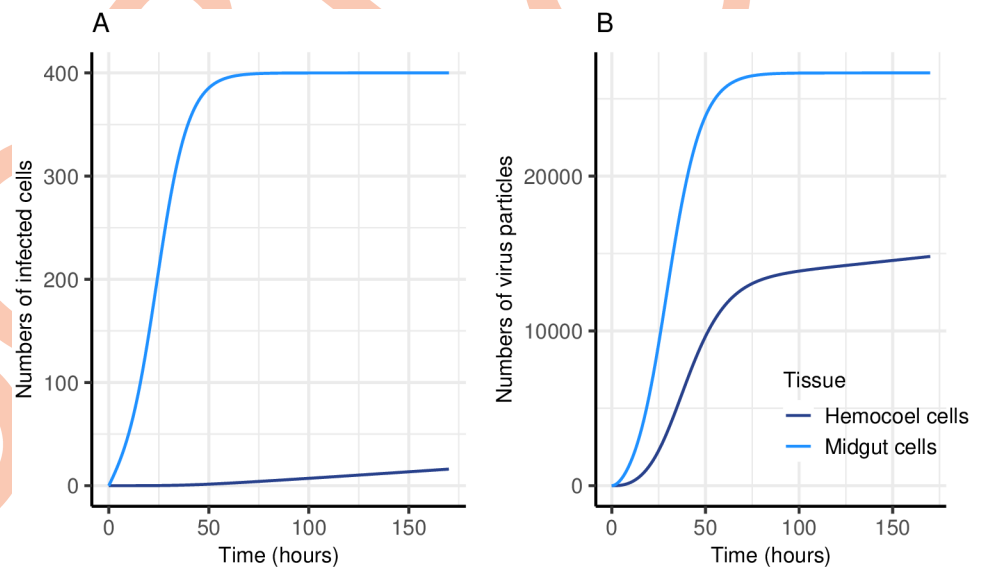 A
Numbers of infected cells
400
300
200
100
0
0 50 100 150
Time (hours)
B
Numbers of virus particles
20000
10000
0
0 50 100 150
Time (hours)
Tissue
Hemocoel cells
Midgut cells